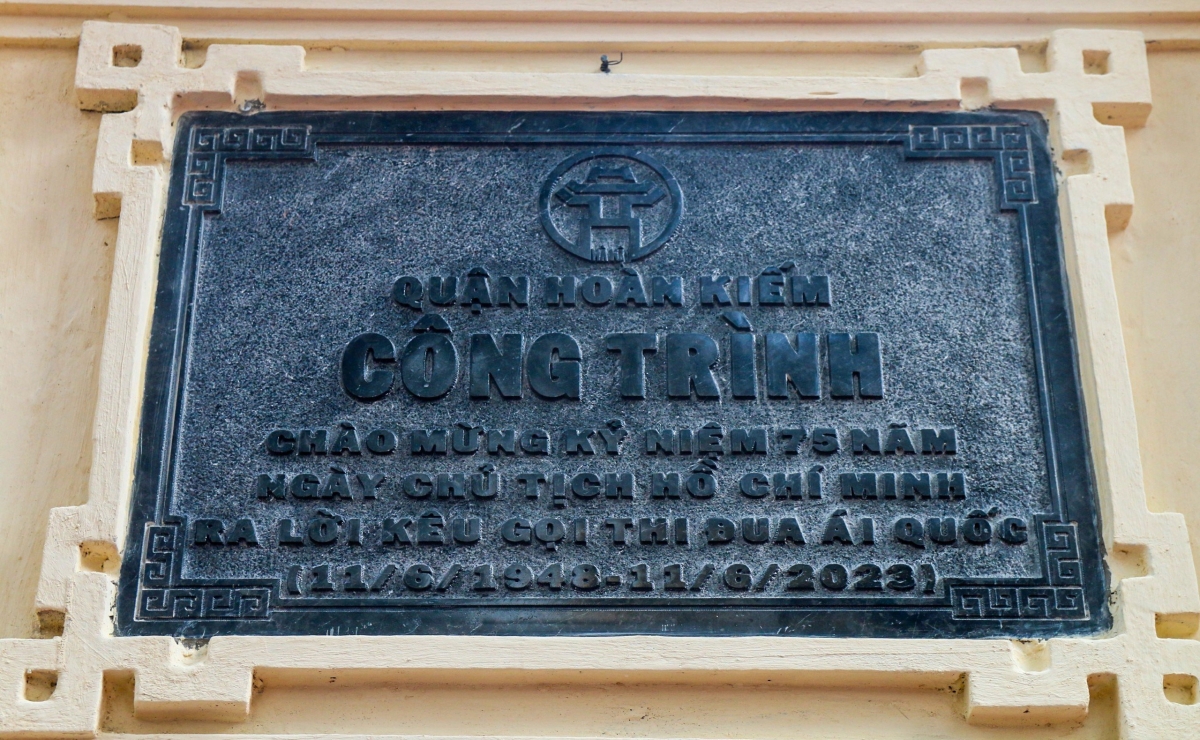 QUẬN HOÀN KIẾM
CÔNG TRÌNH
CHÀO MỪNG KỶ NIỆM 75 NĂM
NGÀY CHỦ TỊCH HỒ CHÍ MINH
RA LỜI KÊU GỌI THI ĐUA ÁI QUỐC
(11/6/1948-11/6/2023)